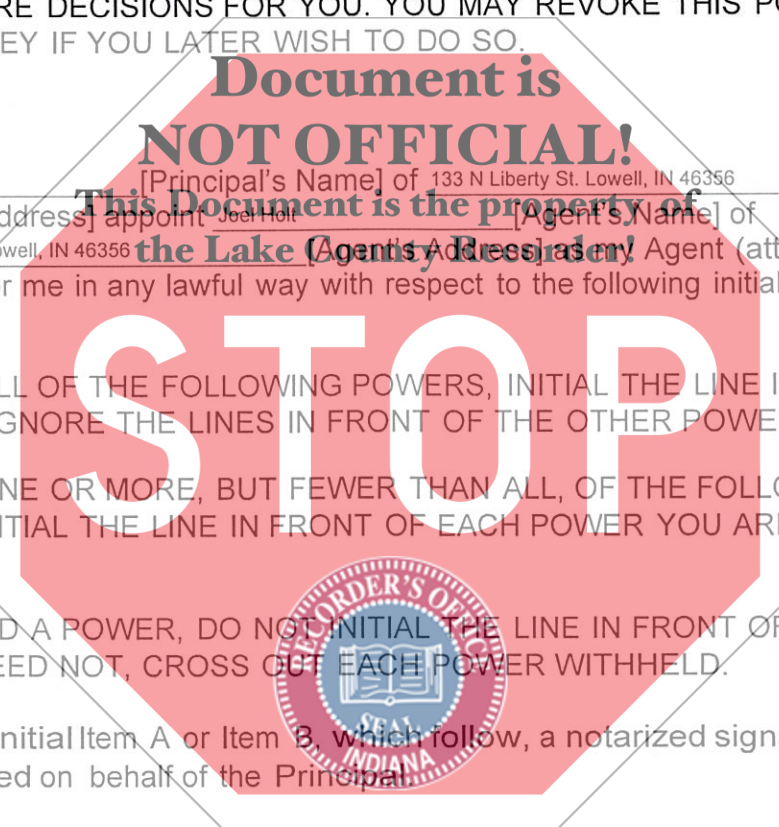 RE DECISIONS FOR YOU. YOU MAY REVOKE THIS PO
EY IF YOU LATER WISH TO DO SO.
Document is
NOT OFFICIAL!
[Principal's Name] of 133 N Liberty St. Lowell, IN 46356
This Document is the property of
ddress] appoint Joel Holt [Agent's Name] of
the Lake County Recorder!
owell, IN 46356 [Agent's Address] as my Agent (att
r me in any lawful way with respect to the following initial
STOP
LL OF THE FOLLOWING POWERS, INITIAL THE LINE I
GNORE THE LINES IN FRONT OF THE OTHER POWE
NE OR MORE, BUT FEWER THAN ALL, OF THE FOLLO
ITIAL THE LINE IN FRONT OF EACH POWER YOU ARE
D A POWER, DO NOT INITIAL THE LINE IN FRONT OF
EED NOT, CROSS OUT EACH POWER WITHHELD.
RECORDER'S OFFICE
SEAL
INDIANA
nitial Item A or Item B, which follow, a notarized sign
ed on behalf of the Principal.